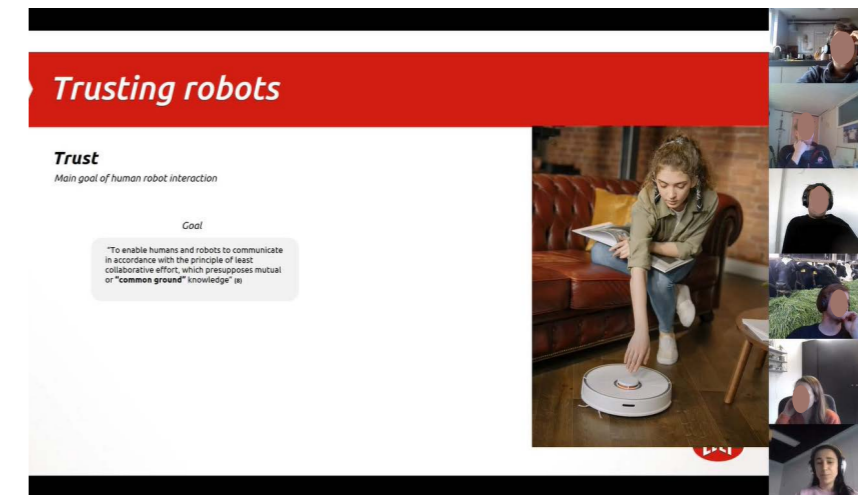 Trusting robots
Trust
Main goal of human robot interaction
Goal
"To enable humans and robots to communicate
in accordance with the principle of least
collaborative effort, which presupposes mutual
or "common ground" knowledge" (8)